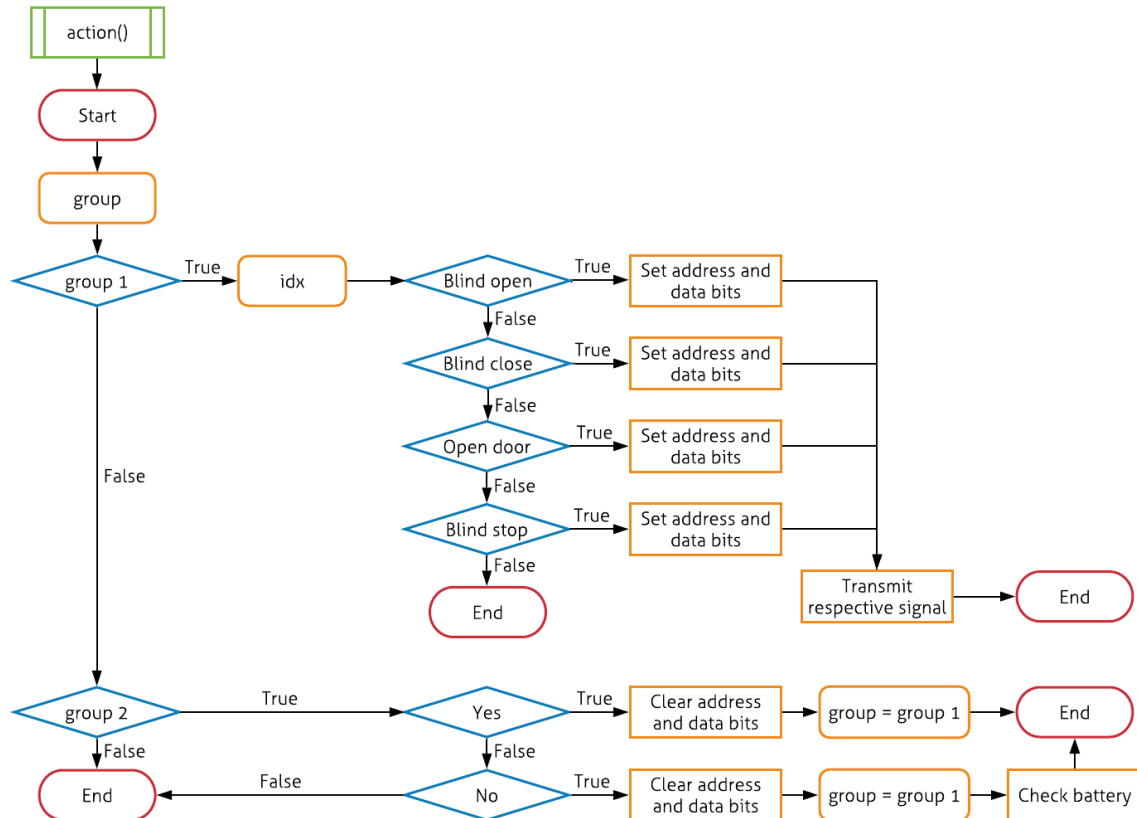 action()
Start
group
group 1
True
idx
Blind open
True
Set address and
data bits
False
Blind close
True
Set address and
data bits
False
Open door
True
Set address and
data bits
False
False
Blind stop
True
Set address and
data bits
False
End
Transmit
respective signal
End
group 2
True
Yes
True
Clear address
and data bits
group = group 1
End
False
False
End
False
No
True
Clear address
and data bits
group = group 1
Check battery